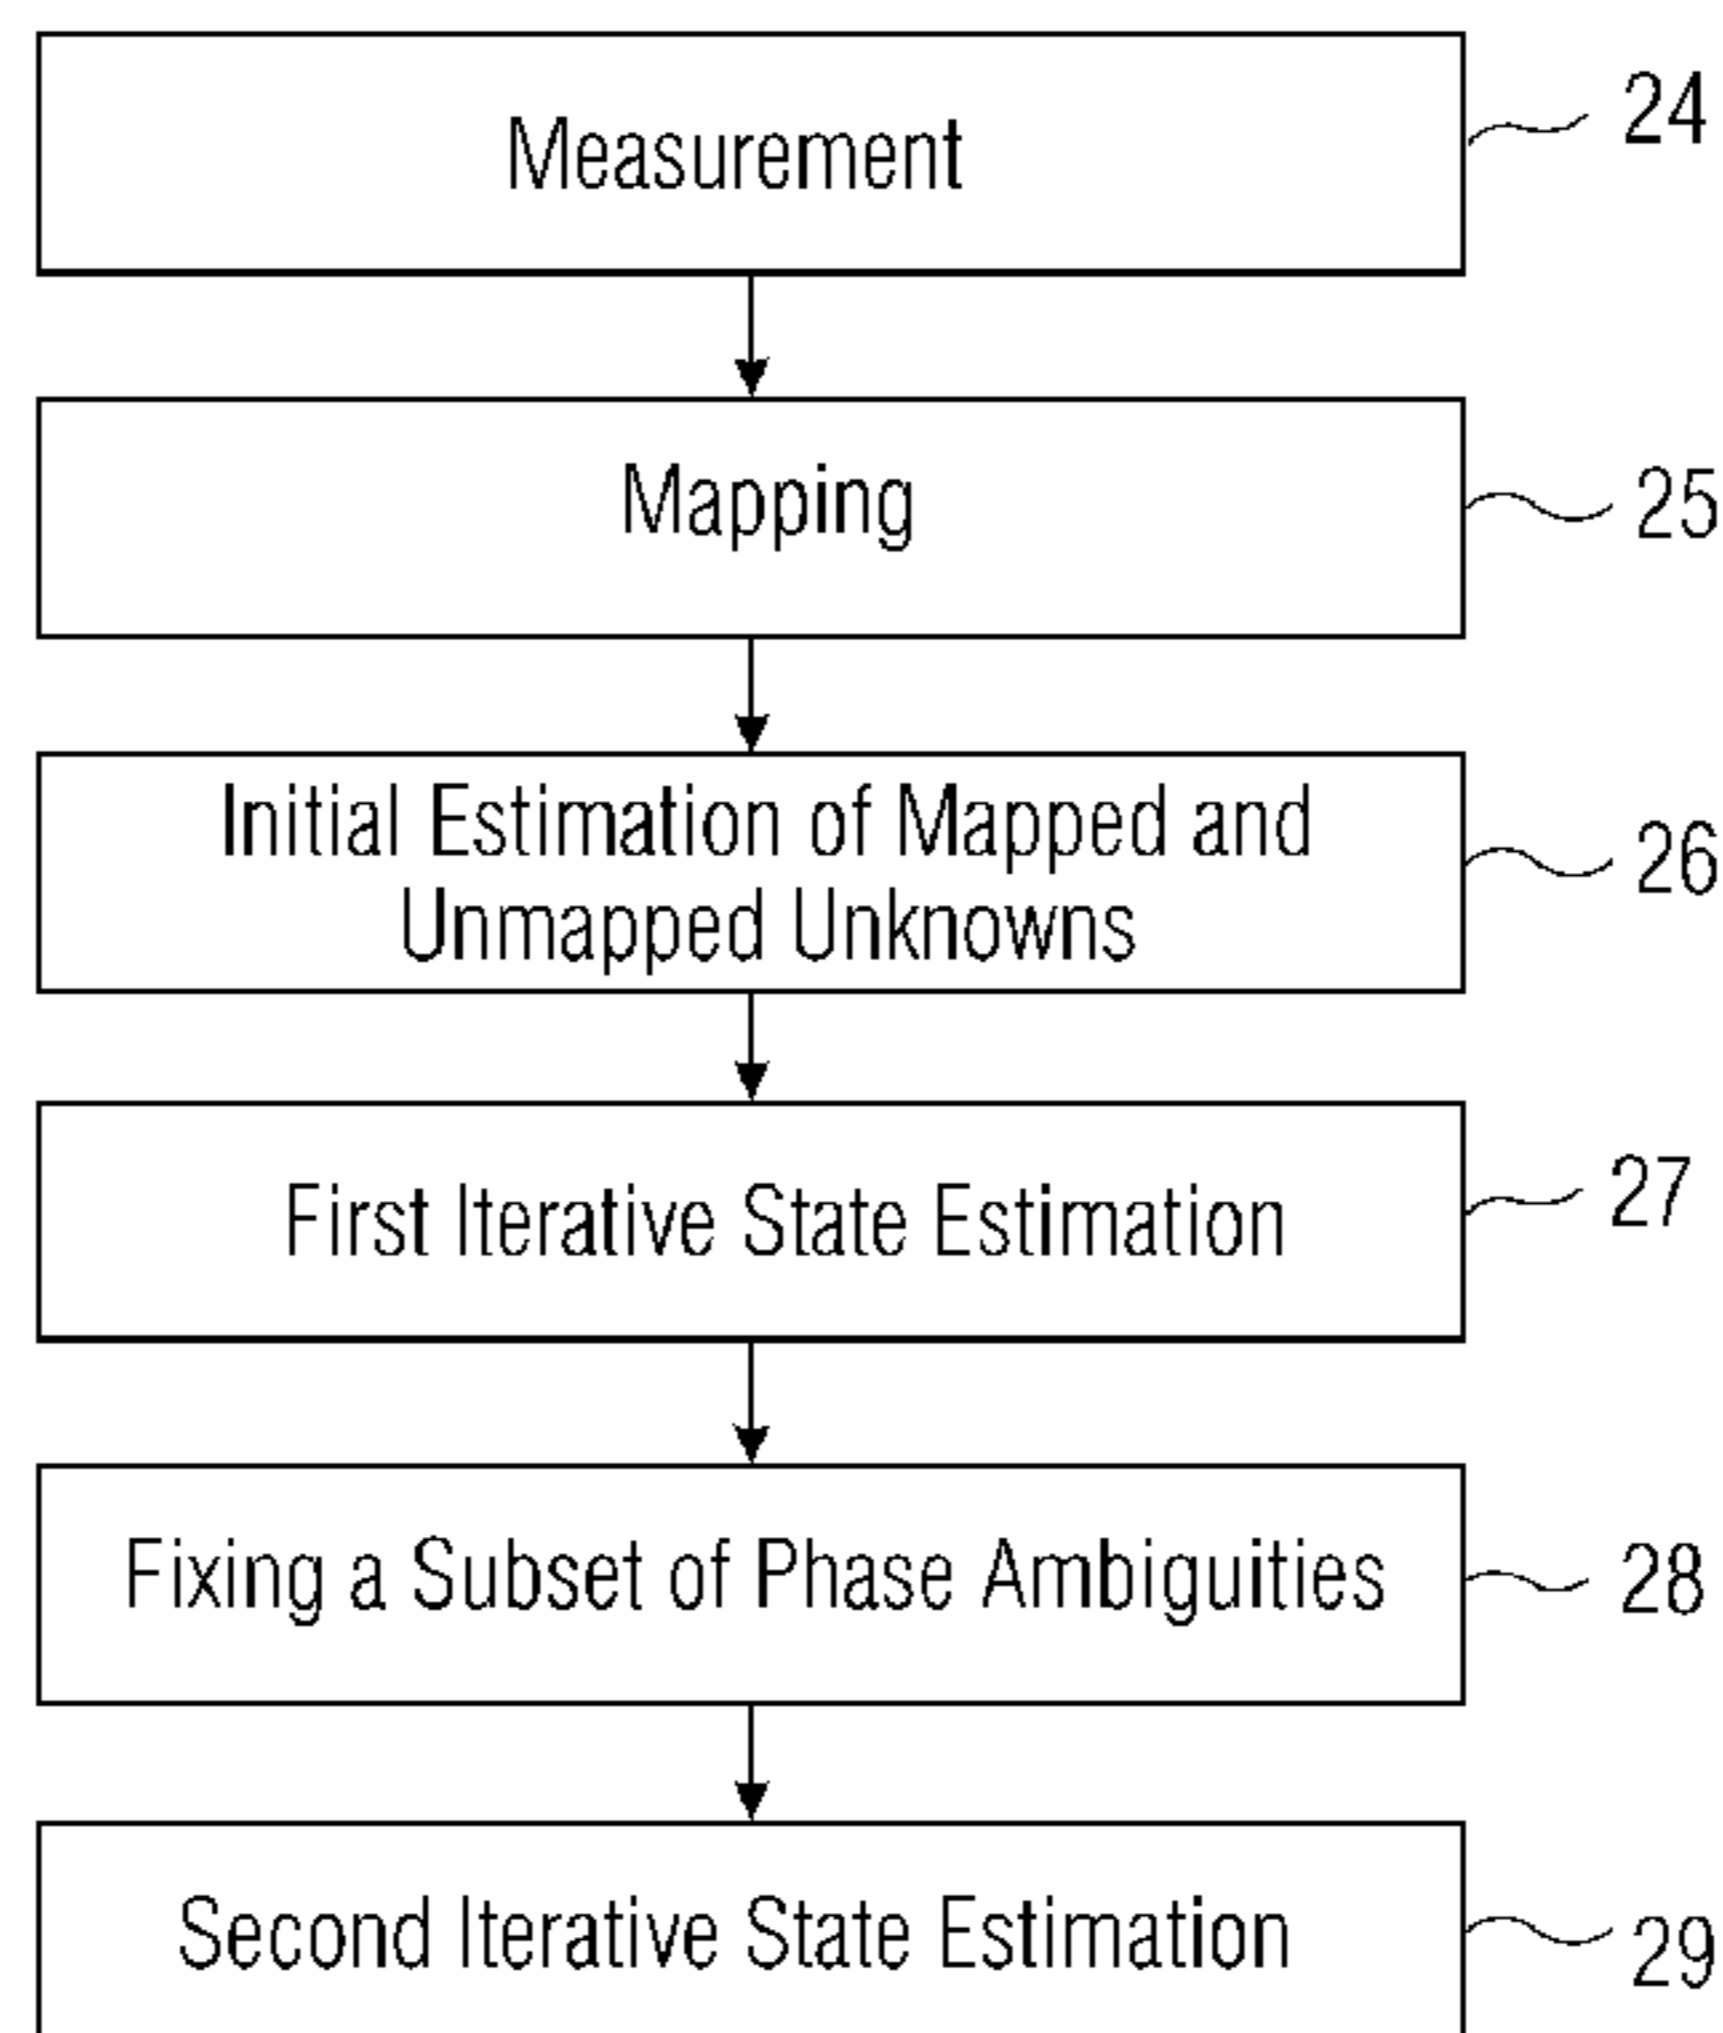 Measurement
24
Mapping
25
Initial Estimation of Mapped and
Unmapped Unknowns
26
First Iterative State Estimation
27
Fixing a Subset of Phase Ambiguities
28
Second Iterative State Estimation
29